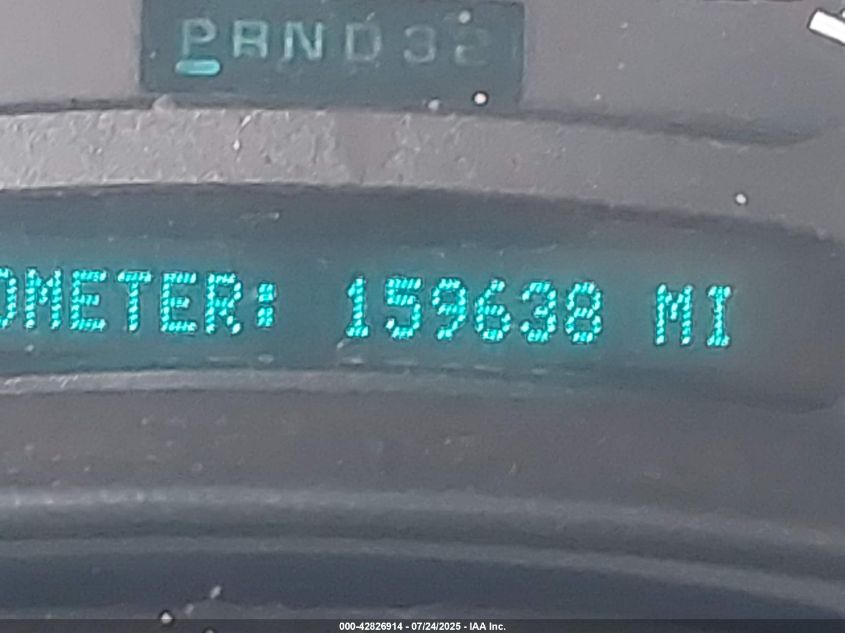 PRND32
OMETER: 159638 MI
000-42826914 - 07/24/2025 - IAA Inc.